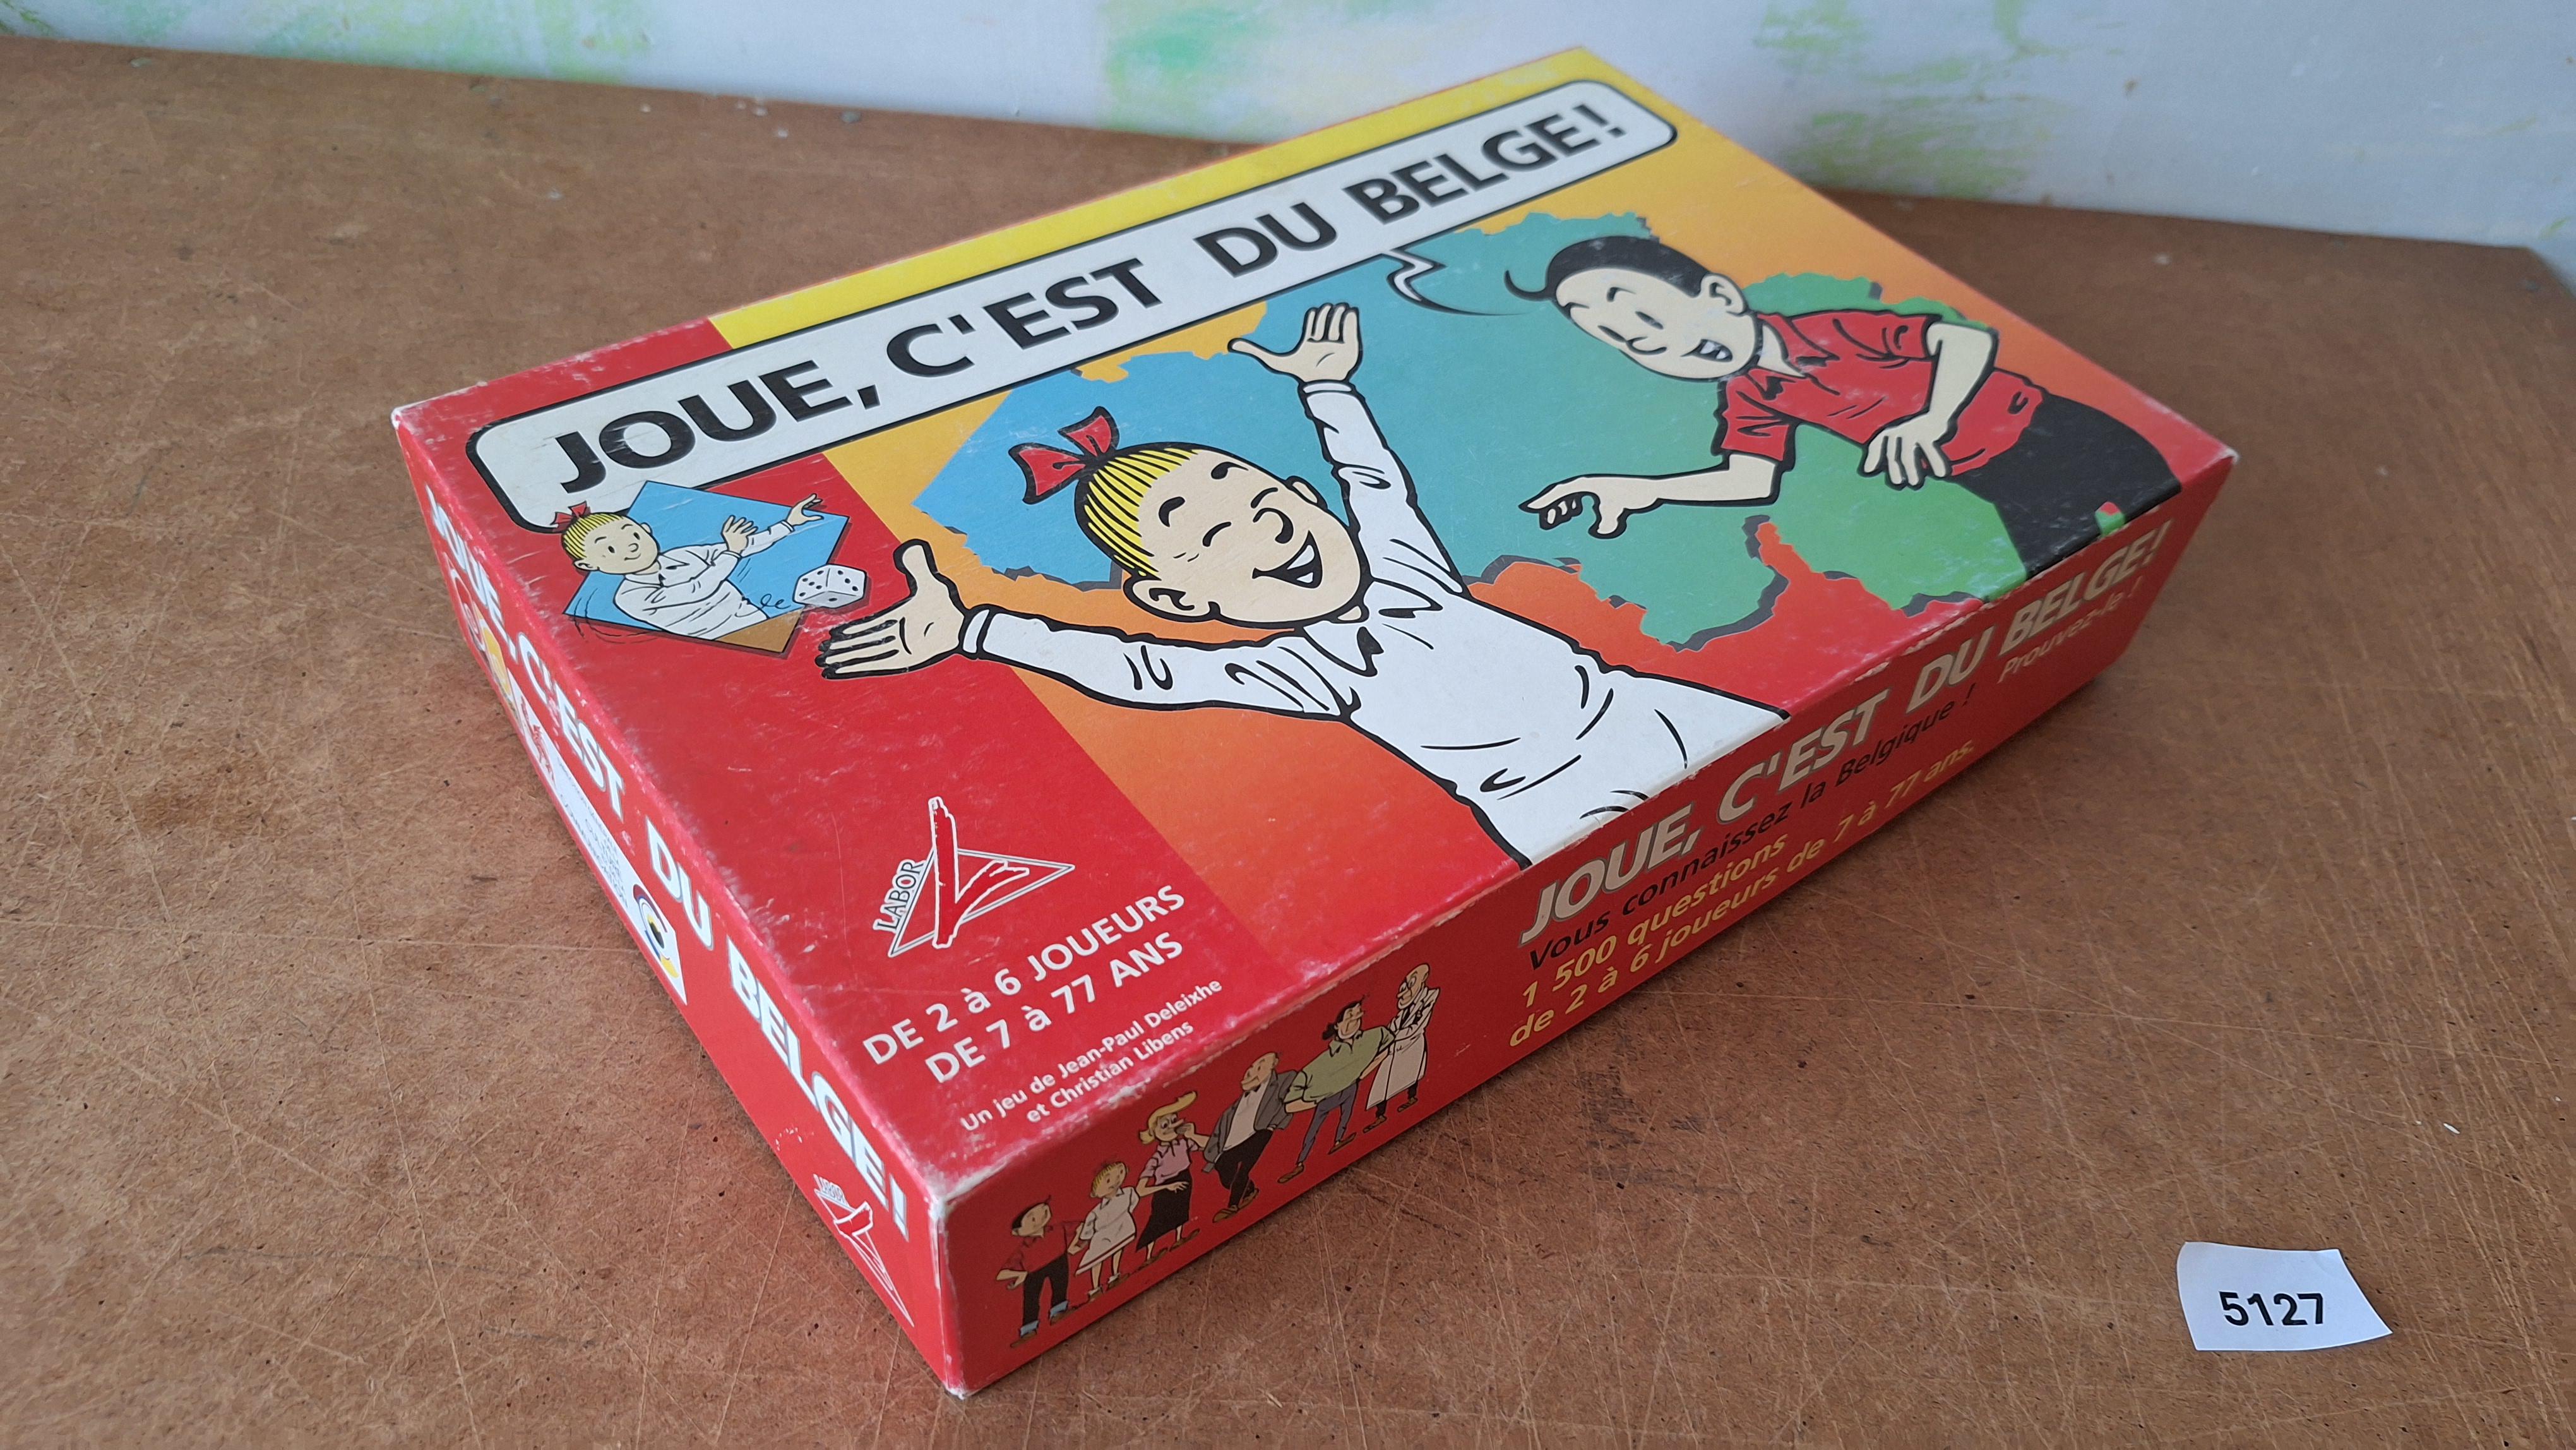 JOUE, C'EST DU BELGE!
LABOR
DE 2 à 6 JOUEURS
DE 7 à 77 ANS
Un jeu de Jean-Paul Deleixhe
et Christian Libens
JOUE, C'EST DU BELGE!
LABOR
JOUE, C'EST DU BELGE!
Vous connaissez la Belgique ! Prouvez-le !
1 500 questions
de 2 à 6 joueurs de 7 à 77 ans.
5127